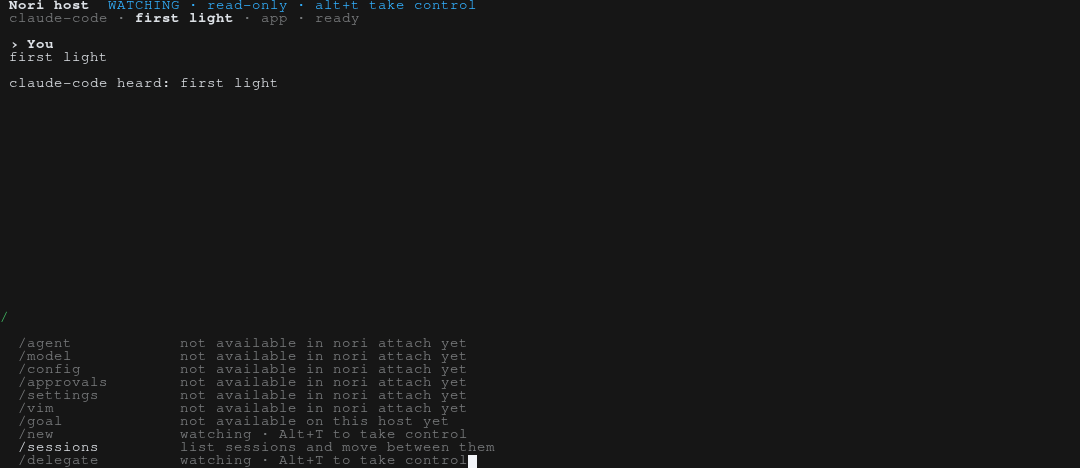 Nori host  WATCHING · read-only · alt+t take control
claude-code · first light · app · ready
› You
first light
claude-code heard: first light
/
/agent            not available in nori attach yet
/model            not available in nori attach yet
/config           not available in nori attach yet
/approvals        not available in nori attach yet
/settings         not available in nori attach yet
/vim              not available in nori attach yet
/goal             not available on this host yet
/new              watching · Alt+T to take control
/sessions         list sessions and move between them
/delegate         watching · Alt+T to take control